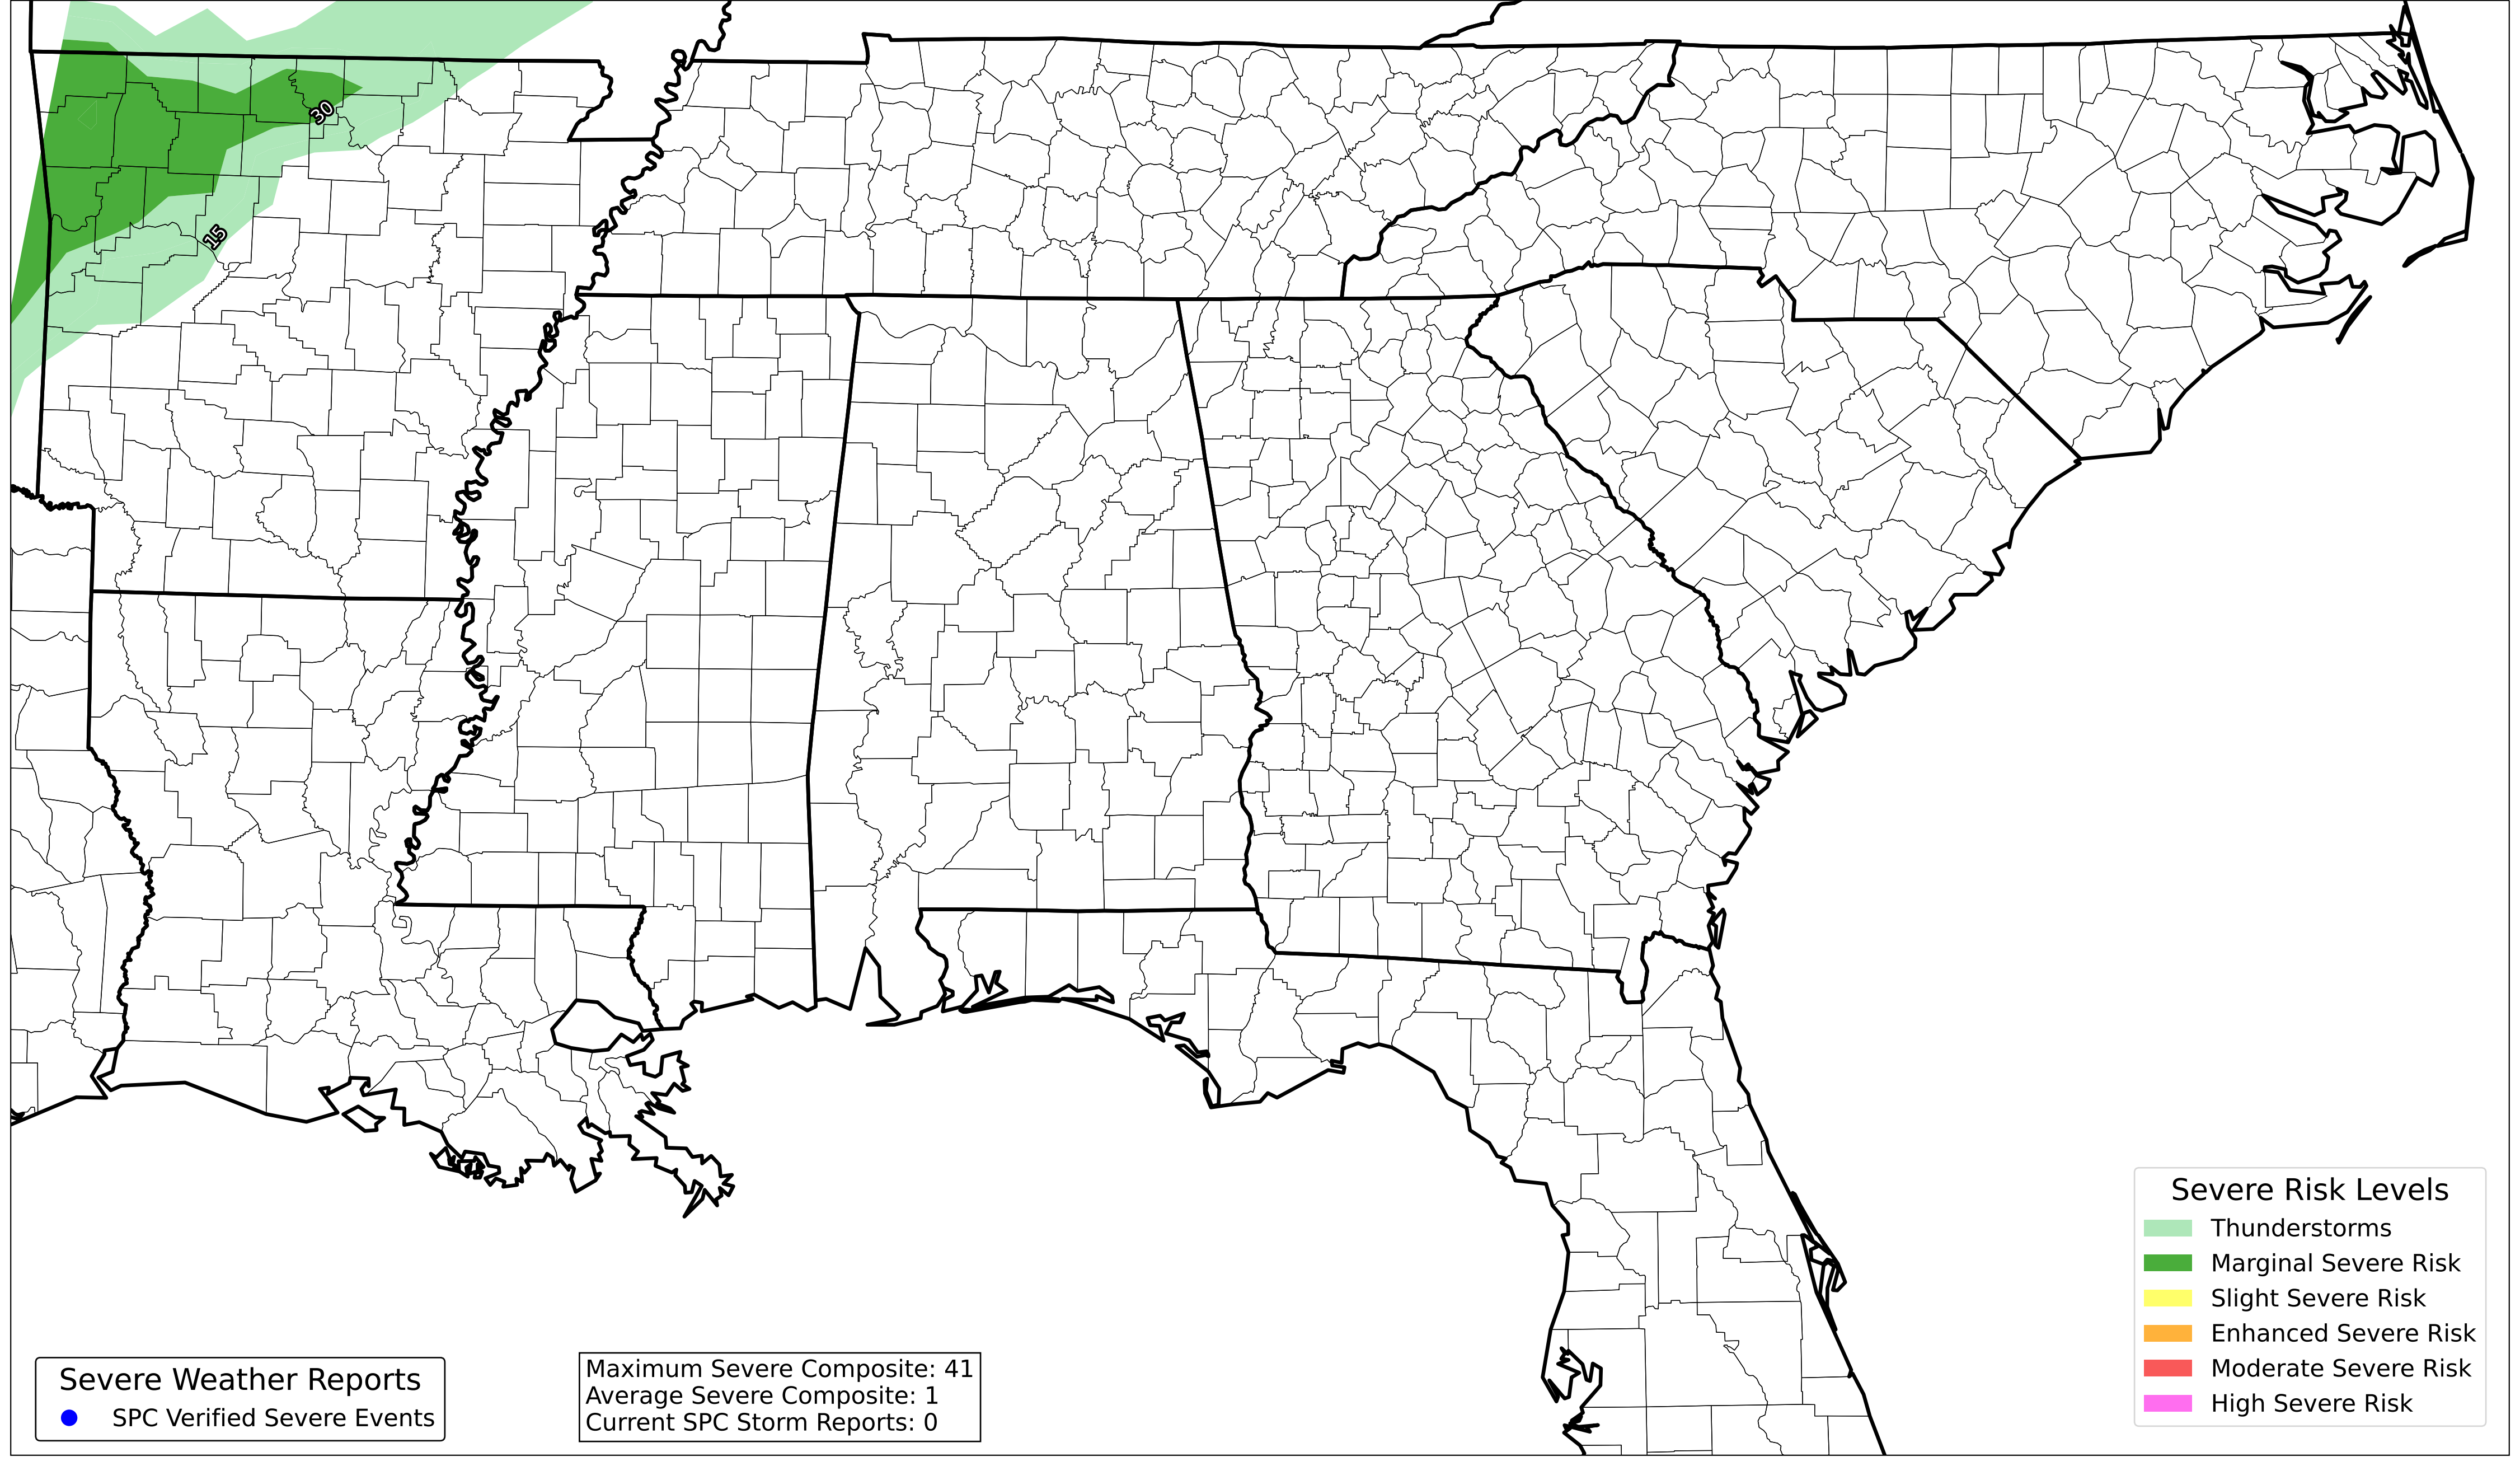 30
15
Severe Risk Levels
Thunderstorms
Marginal Severe Risk
Slight Severe Risk
Enhanced Severe Risk
Moderate Severe Risk
High Severe Risk
Severe Weather Reports
SPC Verified Severe Events
Maximum Severe Composite: 41
Average Severe Composite: 1
Current SPC Storm Reports: 0